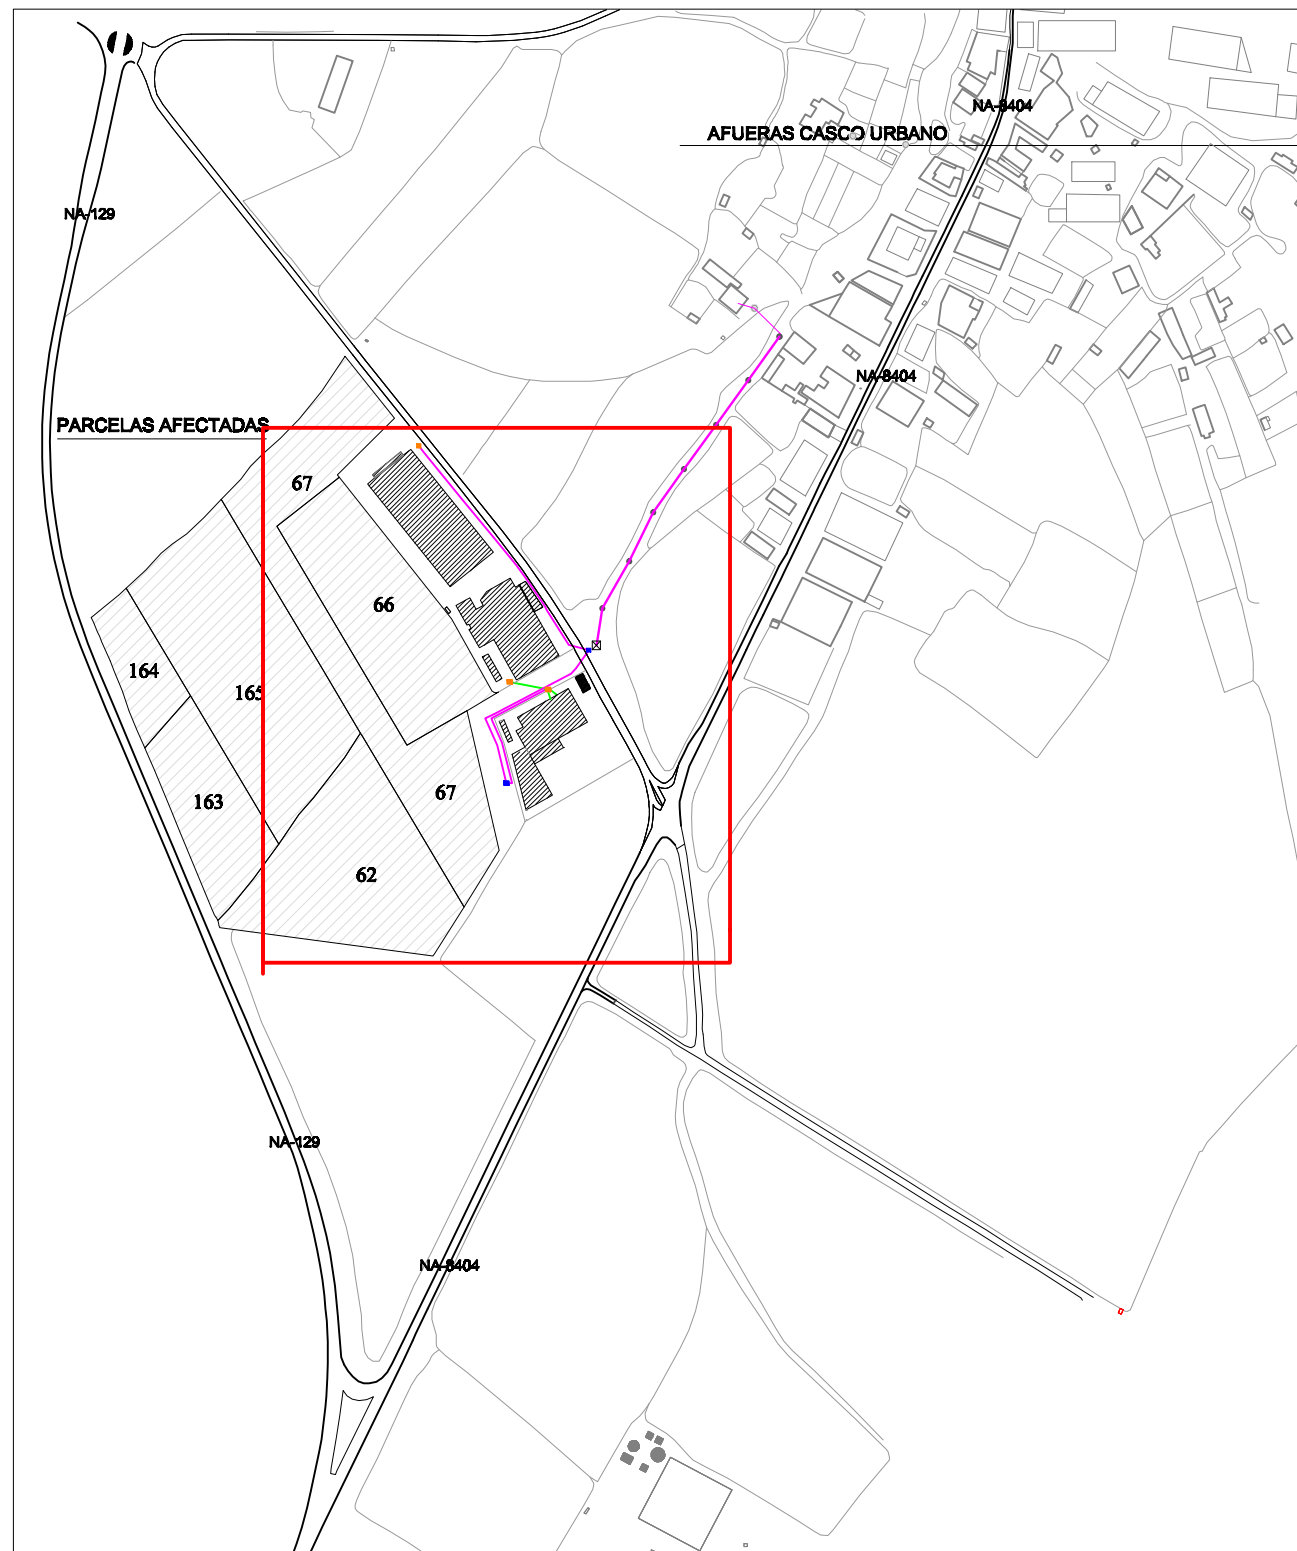 NA-8404
AFUERAS CASCO URBANO
NA-129
NA-8404
PARCELAS AFECTADAS
67
66
164
165
67
163
62
NA-129
NA-8404